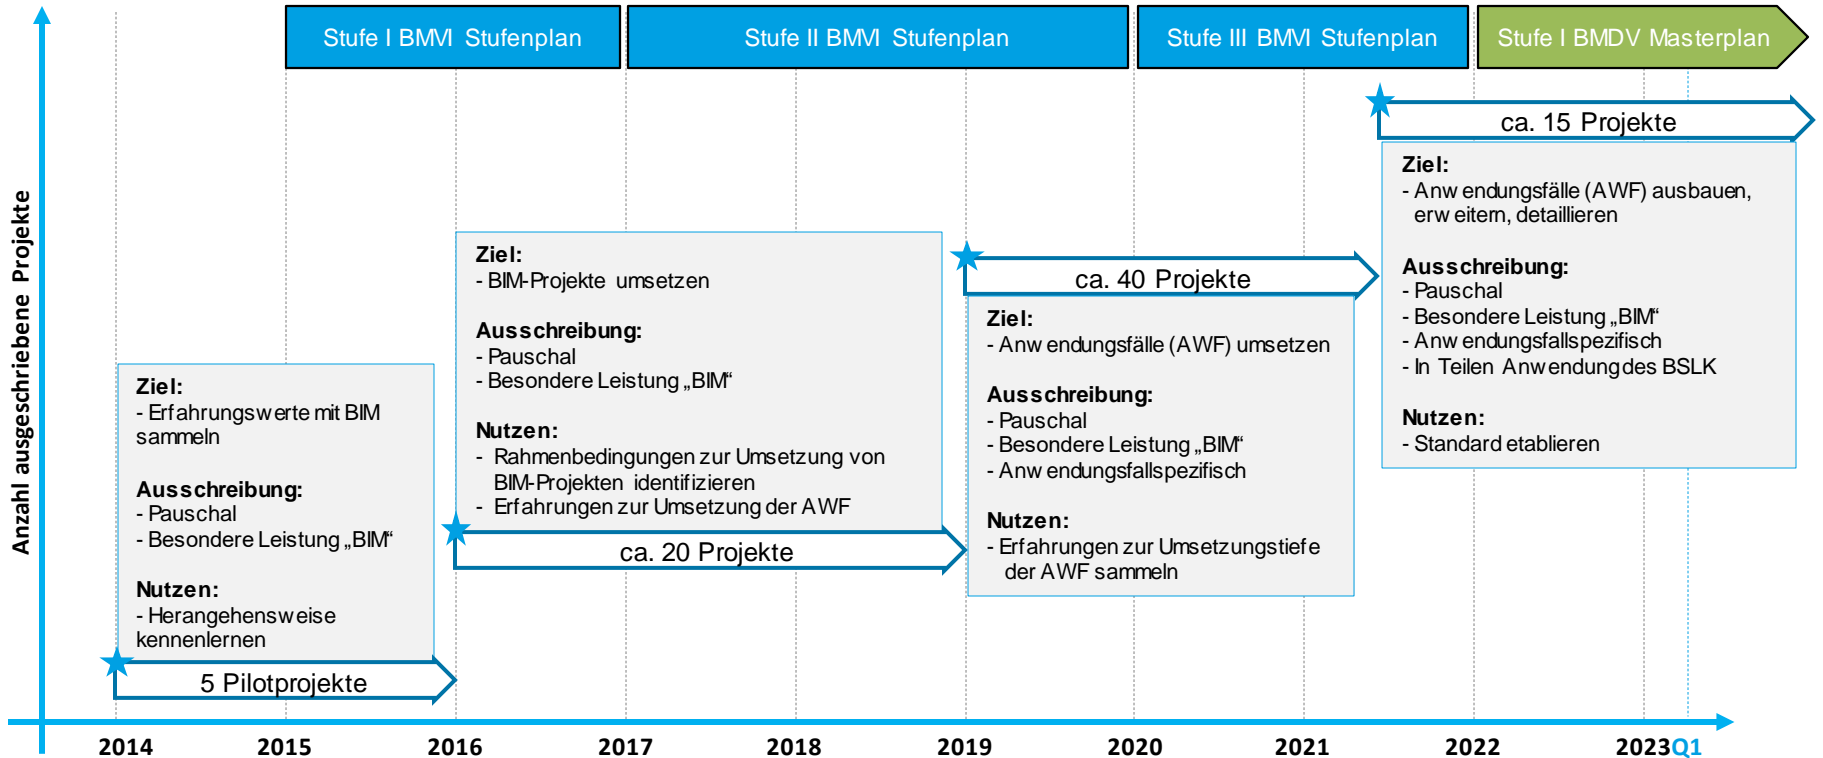 Stufe I BMVI Stufenplan
Stufe II BMVI Stufenplan
Stufe III BMVI Stufenplan
Stufe I BMDV Masterplan
Anzahl ausgeschriebene Projekte
Ziel:
- Erfahrungswerte mit BIM
sammeln
Ausschreibung:
- Pauschal
- Besondere Leistung „BIM“
Nutzen:
- Herangehensweise
kennenlernen
5 Pilotprojekte
Ziel:
- BIM-Projekte umsetzen
Ausschreibung:
- Pauschal
- Besondere Leistung „BIM“
Nutzen:
- Rahmenbedingungen zur Umsetzung von
BIM-Projekten identifizieren
- Erfahrungen zur Umsetzung der AWF
ca. 20 Projekte
ca. 40 Projekte
Ziel:
- Anwendungsfälle (AWF) umsetzen
Ausschreibung:
- Pauschal
- Besondere Leistung „BIM“
- Anwendungsfallspezifisch
Nutzen:
- Erfahrungen zur Umsetzungstiefe
der AWF sammeln
ca. 15 Projekte
Ziel:
- Anwendungsfälle (AWF) ausbauen,
erweitern, detaillieren
Ausschreibung:
- Pauschal
- Besondere Leistung „BIM“
- Anwendungsfallspezifisch
- In Teilen Anwendung des BSLK
Nutzen:
- Standard etablieren
2014
2015
2016
2017
2018
2019
2020
2021
2022
2023 Q1